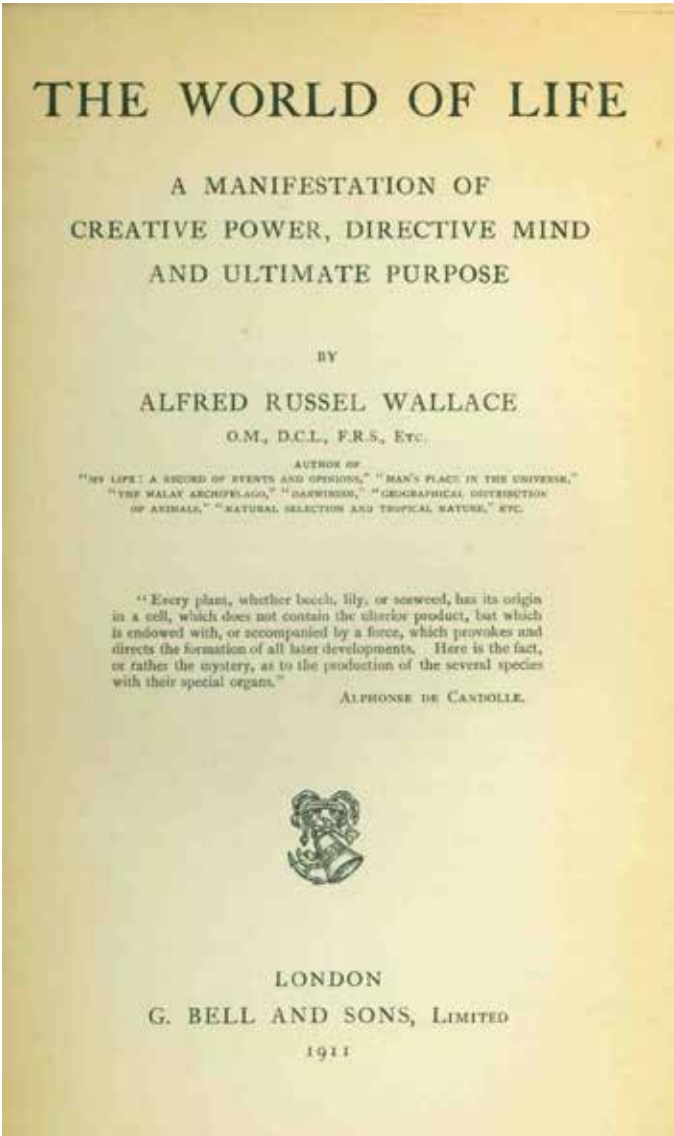 THE WORLD OF LIFE
A MANIFESTATION OF
CREATIVE POWER, DIRECTIVE MIND
AND ULTIMATE PURPOSE
BY
ALFRED RUSSEL WALLACE
O.M., D.C.L., F.R.S., Etc.
AUTHOR OF
"MY LIFE: A RECORD OF EVENTS AND OPINIONS," "MAN'S PLACE IN THE UNIVERSE,"
"THE MALAY ARCHIPELAGO," "DARWINISM," "GEOGRAPHICAL DISTRIBUTION
OF ANIMALS," "NATURAL SELECTION AND TROPICAL NATURE," ETC.
"Every plant, whether beech, lily, or seaweed, has its origin
in a cell, which does not contain the ulterior product, but which
is endowed with, or accompanied by a force, which provokes and
directs the formation of all later developments. Here is the fact,
or rather the mystery, as to the production of the several species
with their special organs."
ALPHONSE DE CANDOLLE.
LONDON
G. BELL AND SONS, LIMITED
1911